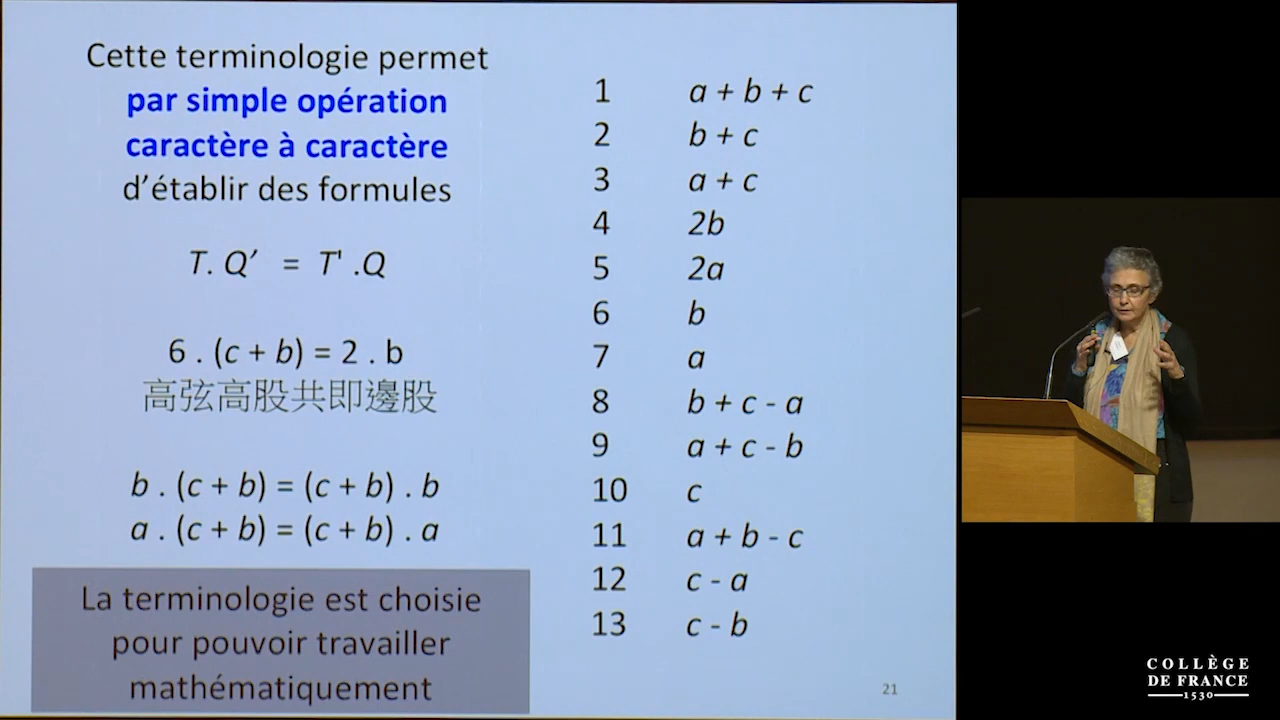 Cette terminologie permet
par simple opération
caractère à caractère
d'établir des formules
T. Q' = T' .Q
6 . (c + b) = 2 . b
高弦高股共即邊股
b . (c + b) = (c + b) . b
a . (c + b) = (c + b) . a
La terminologie est choisie
pour pouvoir travailler
mathématiquement
1 a + b + c
2 b + c
3 a + c
4 2b
5 2a
6 b
7 a
8 b + c - a
9 a + c - b
10 c
11 a + b - c
12 c - a
13 c - b
21
COLLÈGE
DE FRANCE
1530